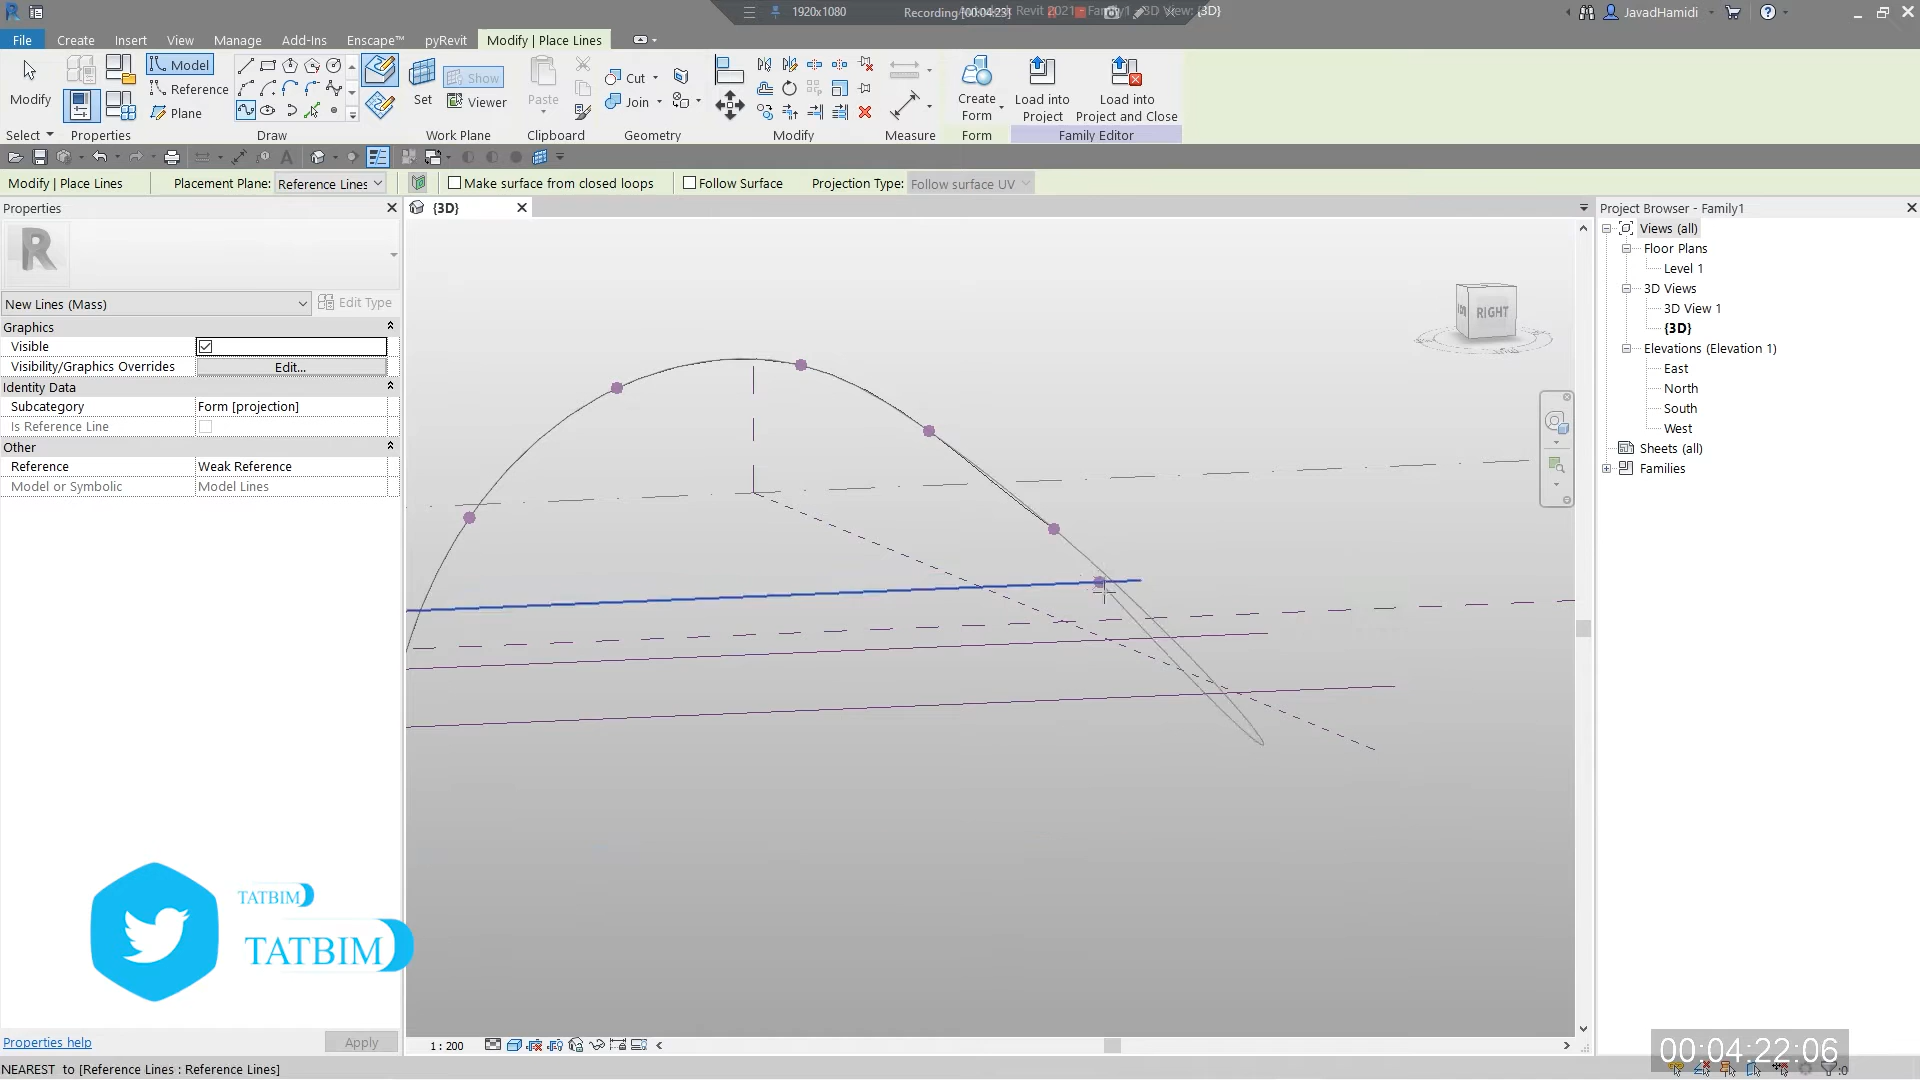 1920x1080
Recording [00:04:23]
JavadHamidi
File
Create
Insert
View
Manage
Add-Ins
Enscape™
pyRevit
Modify | Place Lines
Modify
Select
Properties
Model
Reference
Plane
Draw
Set
Show
Viewer
Work Plane
Paste
Clipboard
Cut
Join
Geometry
Modify
Measure
Create
Form
Form
Load into
Project
Load into
Project and Close
Family Editor
Modify | Place Lines
Placement Plane:
Reference Lines
Make surface from closed loops
Follow Surface
Projection Type:
Follow surface UV
Properties
New Lines (Mass)
Edit Type
Graphics
Visible
Visibility/Graphics Overrides
Edit...
Identity Data
Subcategory
Form [projection]
Is Reference Line
Other
Reference
Weak Reference
Model or Symbolic
Model Lines
{3D}
RIGHT
Project Browser - Family1
Views (all)
Floor Plans
Level 1
3D Views
3D View 1
{3D}
Elevations (Elevation 1)
East
North
South
West
Sheets (all)
Families
TATBIM
TATBIM
Properties help
Apply
1 : 200
NEAREST to [Reference Lines : Reference Lines]
00:04:22:06
:0